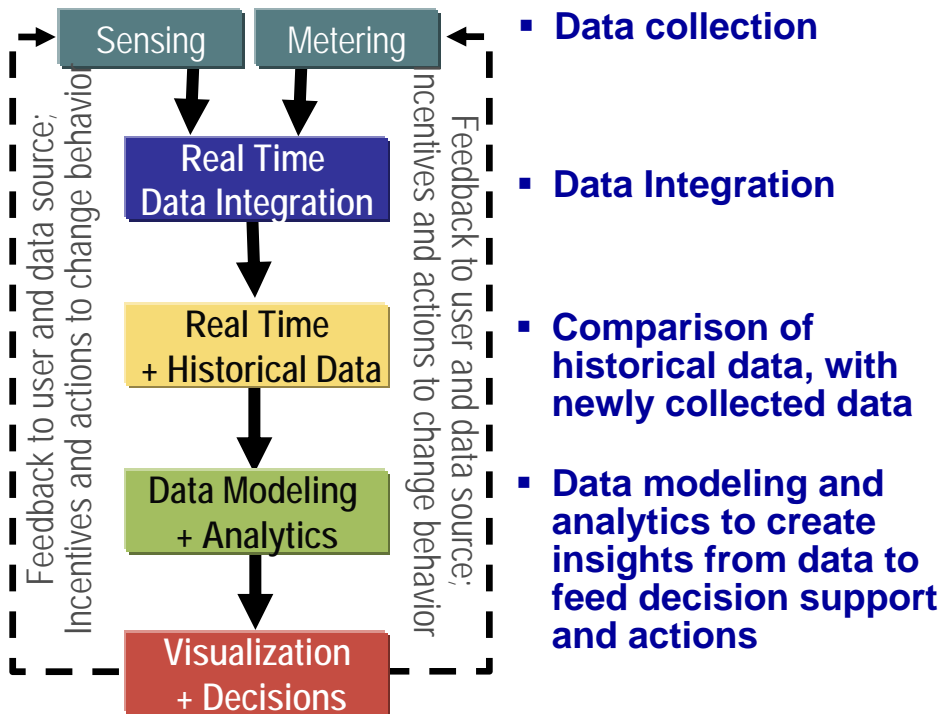 Sensing
Metering
▪ Data collection
Real Time
Data Integration
▪ Data Integration
Real Time
+ Historical Data
▪ Comparison of
historical data, with
newly collected data
Data Modeling
+ Analytics
▪ Data modeling and
analytics to create
insights from data to
feed decision support
and actions
Visualization
+ Decisions
Feedback to user and data source;
Incentives and actions to change behavior
Feedback to user and data source;
Incentives and actions to change behavior